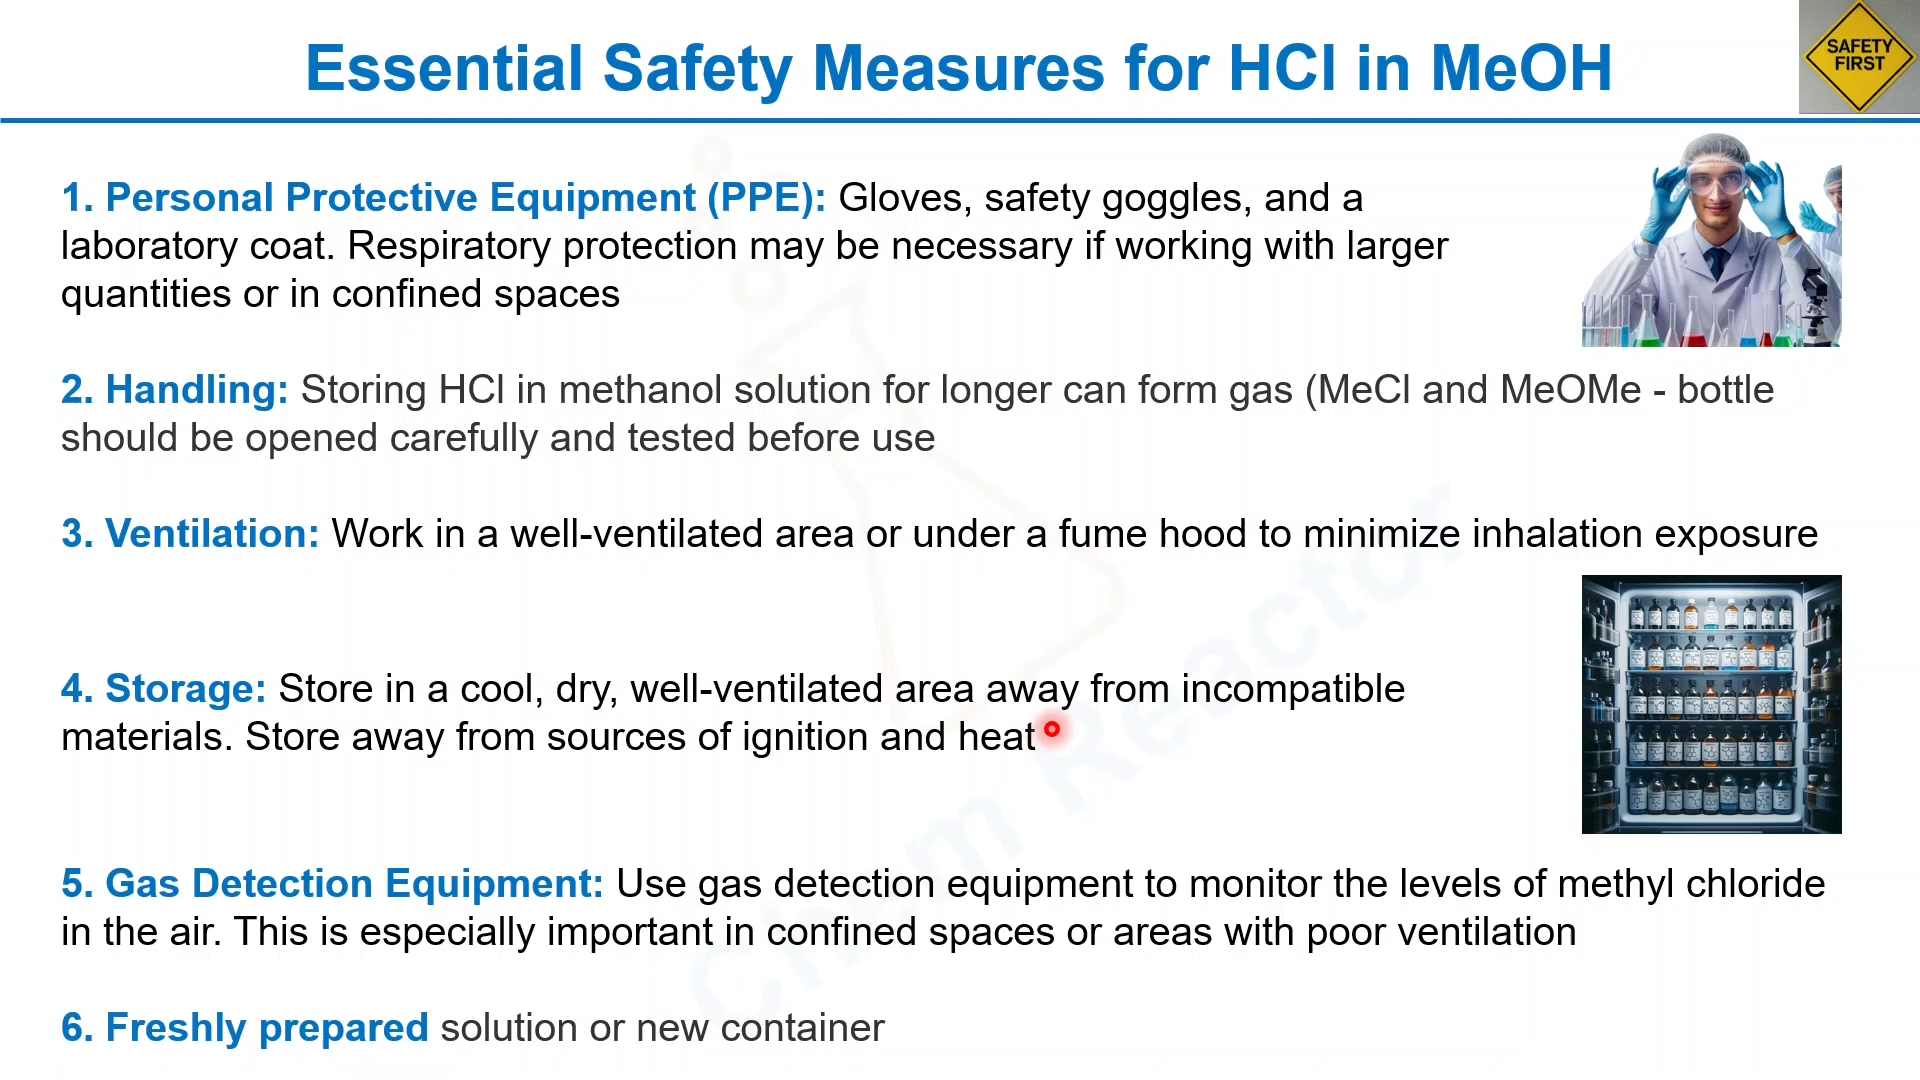 Essential Safety Measures for HCl in MeOH
SAFETY
FIRST
1. Personal Protective Equipment (PPE): Gloves, safety goggles, and a
laboratory coat. Respiratory protection may be necessary if working with larger
quantities or in confined spaces
2. Handling: Storing HCl in methanol solution for longer can form gas (MeCl and MeOMe - bottle
should be opened carefully and tested before use
3. Ventilation: Work in a well-ventilated area or under a fume hood to minimize inhalation exposure
4. Storage: Store in a cool, dry, well-ventilated area away from incompatible
materials. Store away from sources of ignition and heat
5. Gas Detection Equipment: Use gas detection equipment to monitor the levels of methyl chloride
in the air. This is especially important in confined spaces or areas with poor ventilation
6. Freshly prepared solution or new container
Chem Reactor